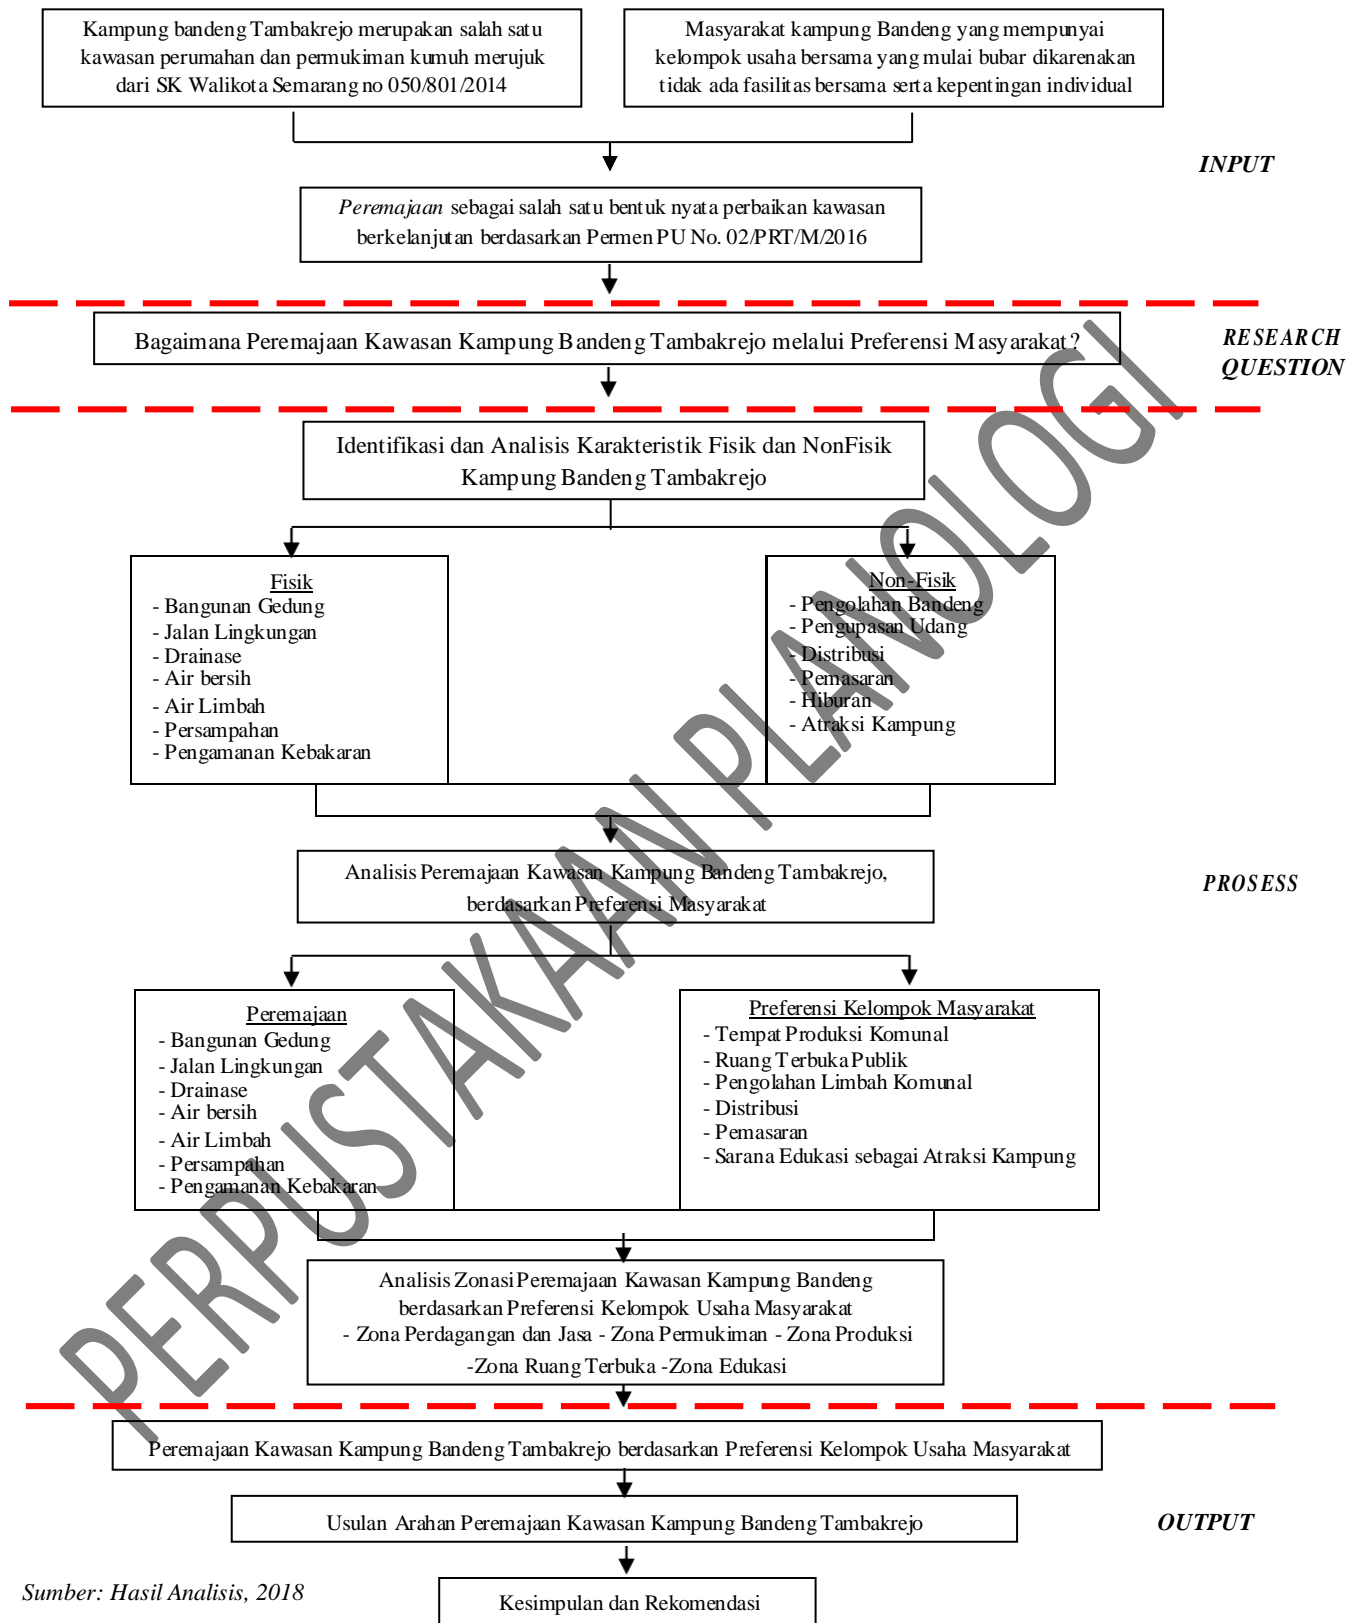 Kampung bandeng Tambakrejo merupakan salah satu
kawasan perumahan dan permukiman kumuh merujuk
dari SK Walikota Semarang no 050/801/2014
Masyarakat kampung Bandeng yang mempunyai
kelompok usaha bersama yang mulai bubar dikarenakan
tidak ada fasilitas bersama serta kepentingan individual
INPUT
Peremajaan sebagai salah satu bentuk nyata perbaikan kawasan
berkelanjutan berdasarkan Permen PU No. 02/PRT/M/2016
Bagaimana Peremajaan Kawasan Kampung Bandeng Tambakrejo melalui Preferensi Masyarakat?
RESEARCH
QUESTION
Identifikasi dan Analisis Karakteristik Fisik dan NonFisik
Kampung Bandeng Tambakrejo
Fisik
- Bangunan Gedung
- Jalan Lingkungan
- Drainase
- Air bersih
- Air Limbah
- Persampahan
- Pengamanan Kebakaran
Non-Fisik
- Pengolahan Bandeng
- Pengupasan Udang
- Distribusi
- Pemasaran
- Hiburan
- Atraksi Kampung
Analisis Peremajaan Kawasan Kampung Bandeng Tambakrejo,
berdasarkan Preferensi Masyarakat
PROSESS
Peremajaan
- Bangunan Gedung
- Jalan Lingkungan
- Drainase
- Air bersih
- Air Limbah
- Persampahan
- Pengamanan Kebakaran
Preferensi Kelompok Masyarakat
- Tempat Produksi Komunal
- Ruang Terbuka Publik
- Pengolahan Limbah Komunal
- Distribusi
- Pemasaran
- Sarana Edukasi sebagai Atraksi Kampung
Analisis Zonasi Peremajaan Kawasan Kampung Bandeng
berdasarkan Preferensi Kelompok Usaha Masyarakat
- Zona Perdagangan dan Jasa - Zona Permukiman - Zona Produksi
-Zona Ruang Terbuka -Zona Edukasi
Peremajaan Kawasan Kampung Bandeng Tambakrejo berdasarkan Preferensi Kelompok Usaha Masyarakat
Usulan Arahan Peremajaan Kawasan Kampung Bandeng Tambakrejo
OUTPUT
Sumber: Hasil Analisis, 2018
Kesimpulan dan Rekomendasi
PERPUSTAKAAN PLANOLOGI